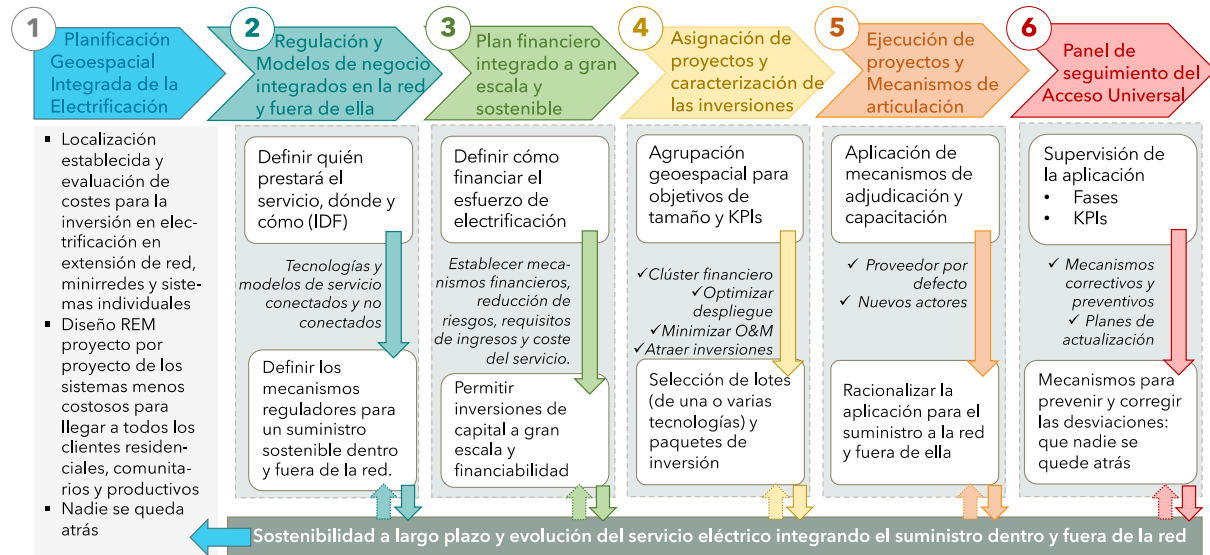 1
Planificación
Geoespacial
Integrada de la
Electrificación
2
Regulación y
Modelos de negocio
integrados en la red
y fuera de ella
3
Plan financiero
integrado a gran
escala y
sostenible
4
Asignación de
proyectos y
caracterización de
las inversiones
5
Ejecución de
proyectos y
Mecanismos de
articulación
6
Panel de
seguimiento del
Acceso Universal
▪ Localización
establecida y
evaluación de
costes para la
inversión en elec-
trificación en
extensión de red,
minirredes y siste-
mas individuales
▪ Diseño REM
proyecto por
proyecto de los
sistemas menos
costosos para
llegar a todos los
clientes residen-
ciales, comunita-
rios y productivos
▪ Nadie se queda
atrás
Definir quién
prestará el
servicio, dónde y
cómo (IDF)
Tecnologías y
modelos de servicio
conectados y no
conectados
Definir los
mecanismos
reguladores para
un suministro
sostenible dentro
y fuera de la red.
Definir cómo
financiar el
esfuerzo de
electrificación
Establecer meca-
nismos financieros,
reducción de
riesgos, requisitos
de ingresos y coste
del servicio.
Permitir
inversiones de
capital a gran
escala y
financiabilidad
Agrupación
geoespacial para
objetivos de
tamaño y KPIs
✓Clúster financiero
✓Optimizar
despliegue
✓Minimizar O&M
✓Atraer inversiones
Selección de lotes
(de una o varias
tecnologías) y
paquetes de
inversión
Aplicación de
mecanismos de
adjudicación y
capacitación
✓ Proveedor por
defecto
✓ Nuevos actores
Racionalizar la
aplicación para el
suministro a la red
y fuera de ella
Supervisión de
la aplicación
• Fases
• KPIs
✓ Mecanismos
correctivos y
preventivos
✓ Planes de
actualización
Mecanismos para
prevenir y corregir
las desviaciones:
que nadie se
quede atrás
Sostenibilidad a largo plazo y evolución del servicio eléctrico integrando el suministro dentro y fuera de la red